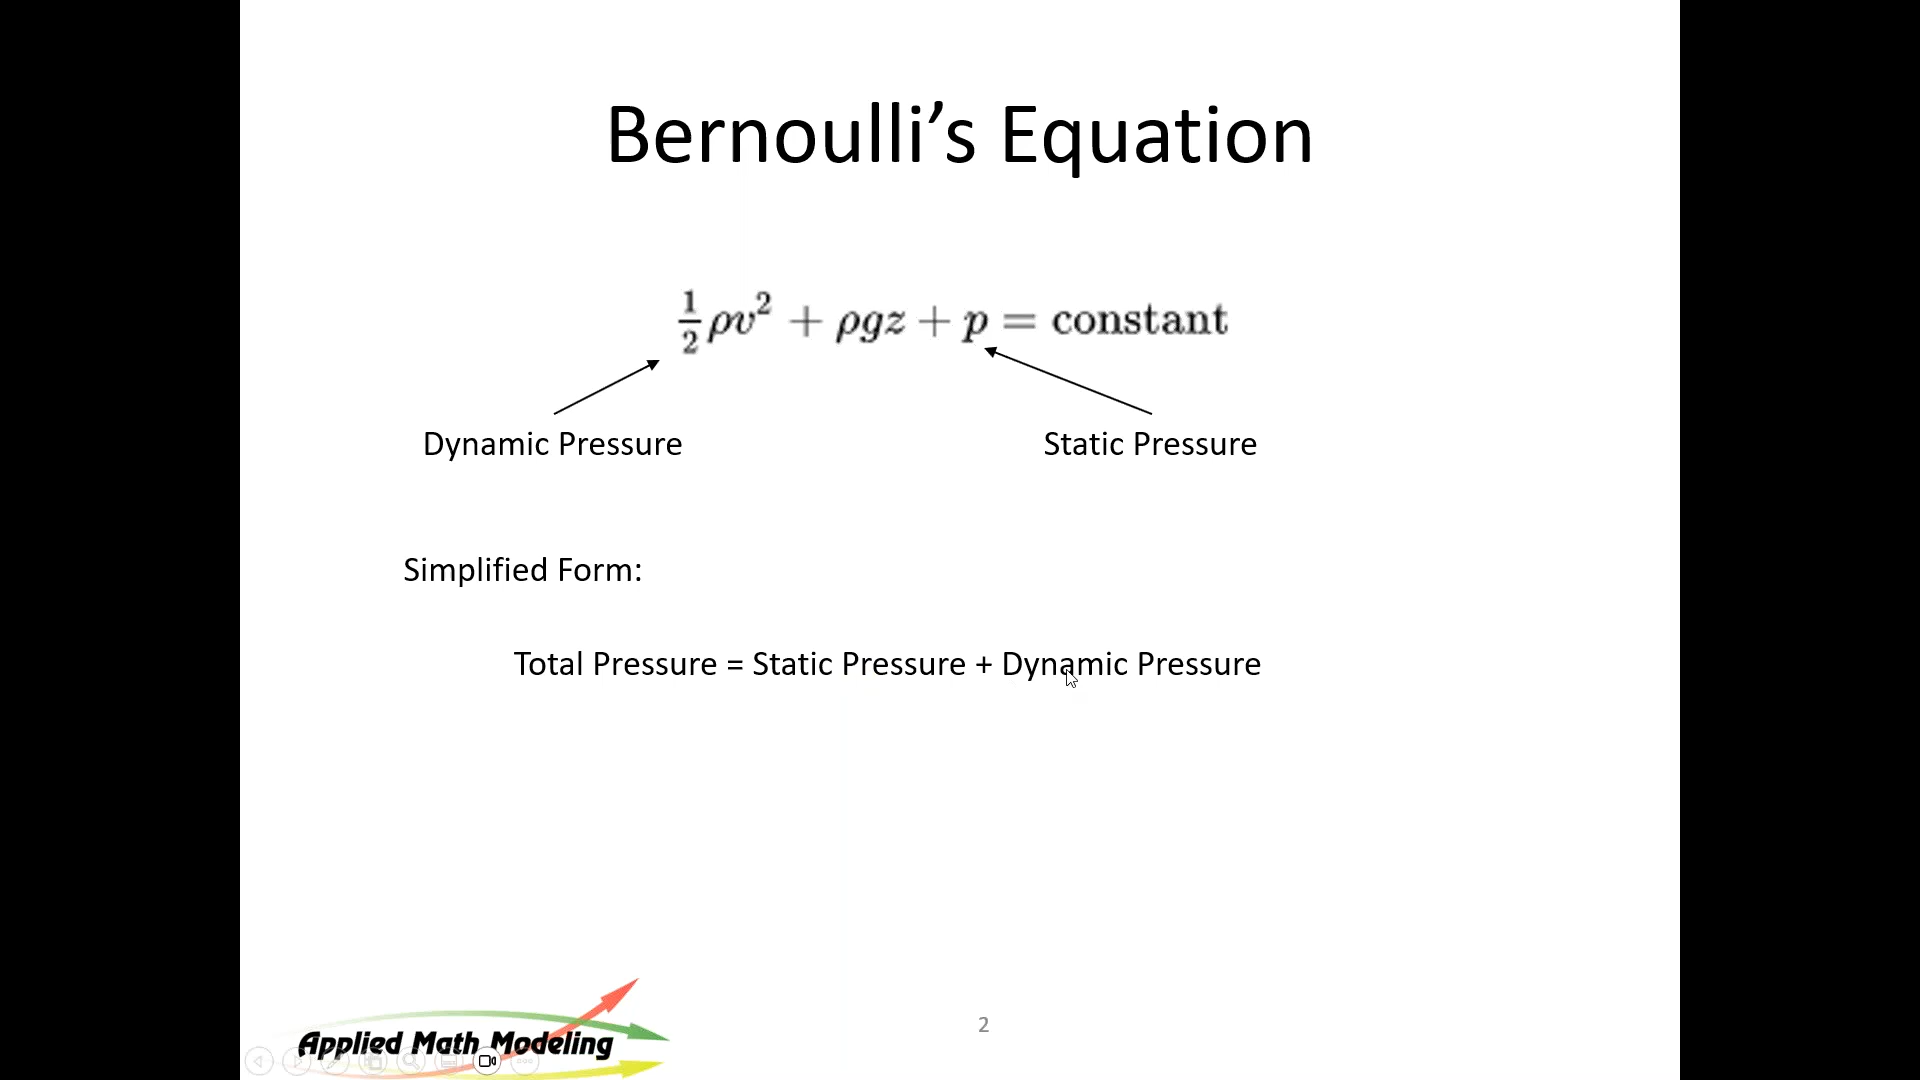 Bernoulli’s Equation
½ρv² + ρgz + p = constant
Dynamic Pressure
Static Pressure
Simplified Form:
Total Pressure = Static Pressure + Dynamic Pressure
Applied Math Modeling
2